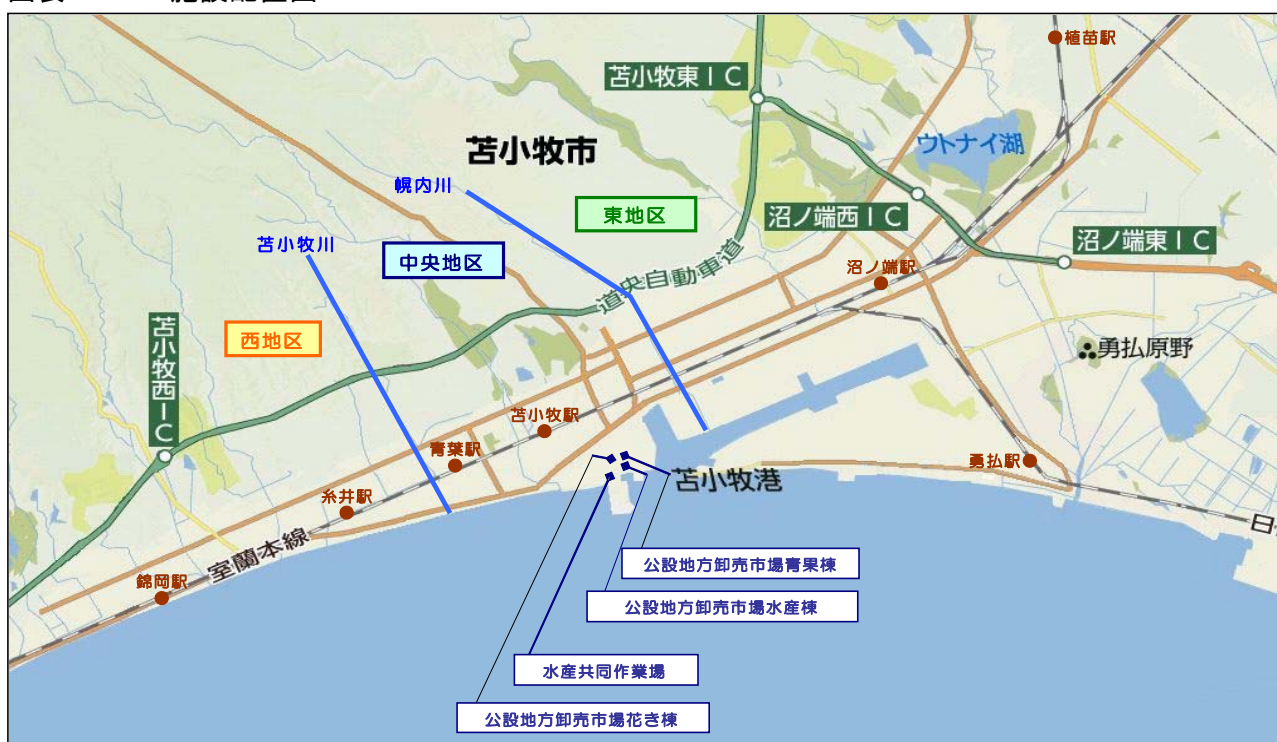 植苗駅
苫小牧東IC
苫小牧市
ウトナイ湖
幌内川
東地区
沼ノ端西IC
苫小牧川
沼ノ端東IC
中央地区
沼ノ端駅
道央自動車道
西地区
苫小牧西IC
勇払原野
苫小牧駅
青葉駅
勇払駅
苫小牧港
糸井駅
室蘭本線
錦岡駅
公設地方卸売市場青果棟
公設地方卸売市場水産棟
水産共同作業場
公設地方卸売市場花き棟